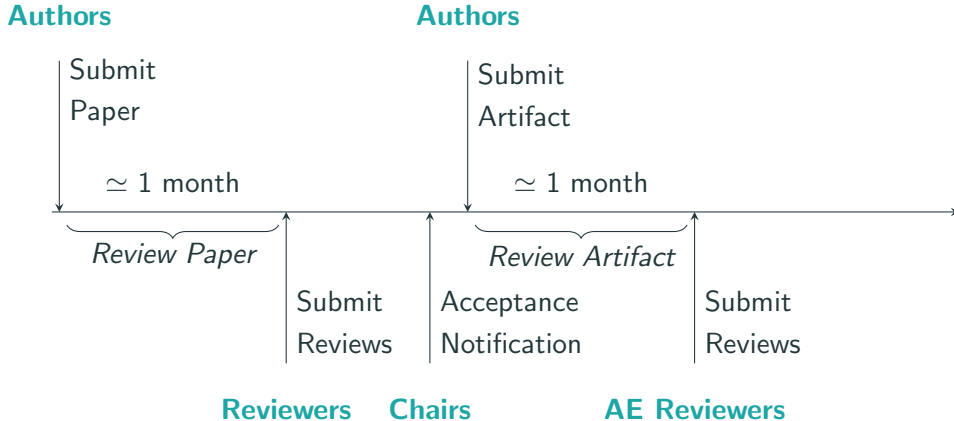 Authors
Authors
Submit
Paper
Submit
Artifact
≃ 1 month
≃ 1 month
Review Paper
Review Artifact
Submit
Reviews
Acceptance
Notification
Submit
Reviews
Reviewers
Chairs
AE Reviewers